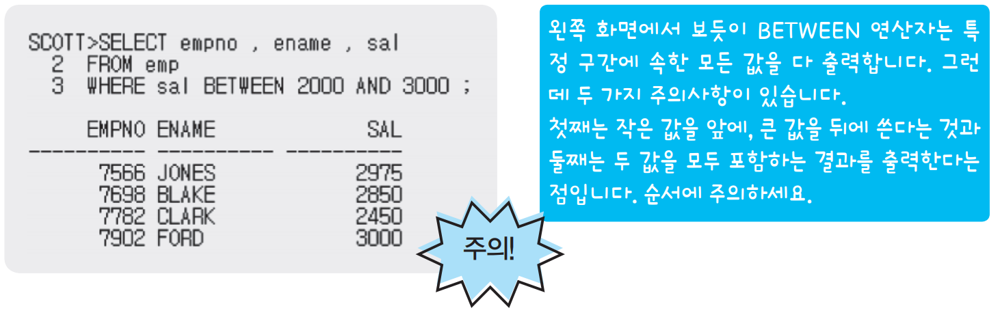 SCOTT>SELECT empno , ename , sal
2 FROM emp
3 WHERE sal BETWEEN 2000 AND 3000 ;
EMPNO ENAME SAL
---------- ---------- ----------
7566 JONES 2975
7698 BLAKE 2850
7782 CLARK 2450
7902 FORD 3000
주의!
왼쪽 화면에서 보듯이 BETWEEN 연산자는 특
정 구간에 속한 모든 값을 다 출력합니다. 그런
데 두 가지 주의사항이 있습니다.
첫째는 작은 값을 앞에, 큰 값을 뒤에 쓴다는 것과
둘째는 두 값을 모두 포함하는 결과를 출력한다는
점입니다. 순서에 주의하세요.